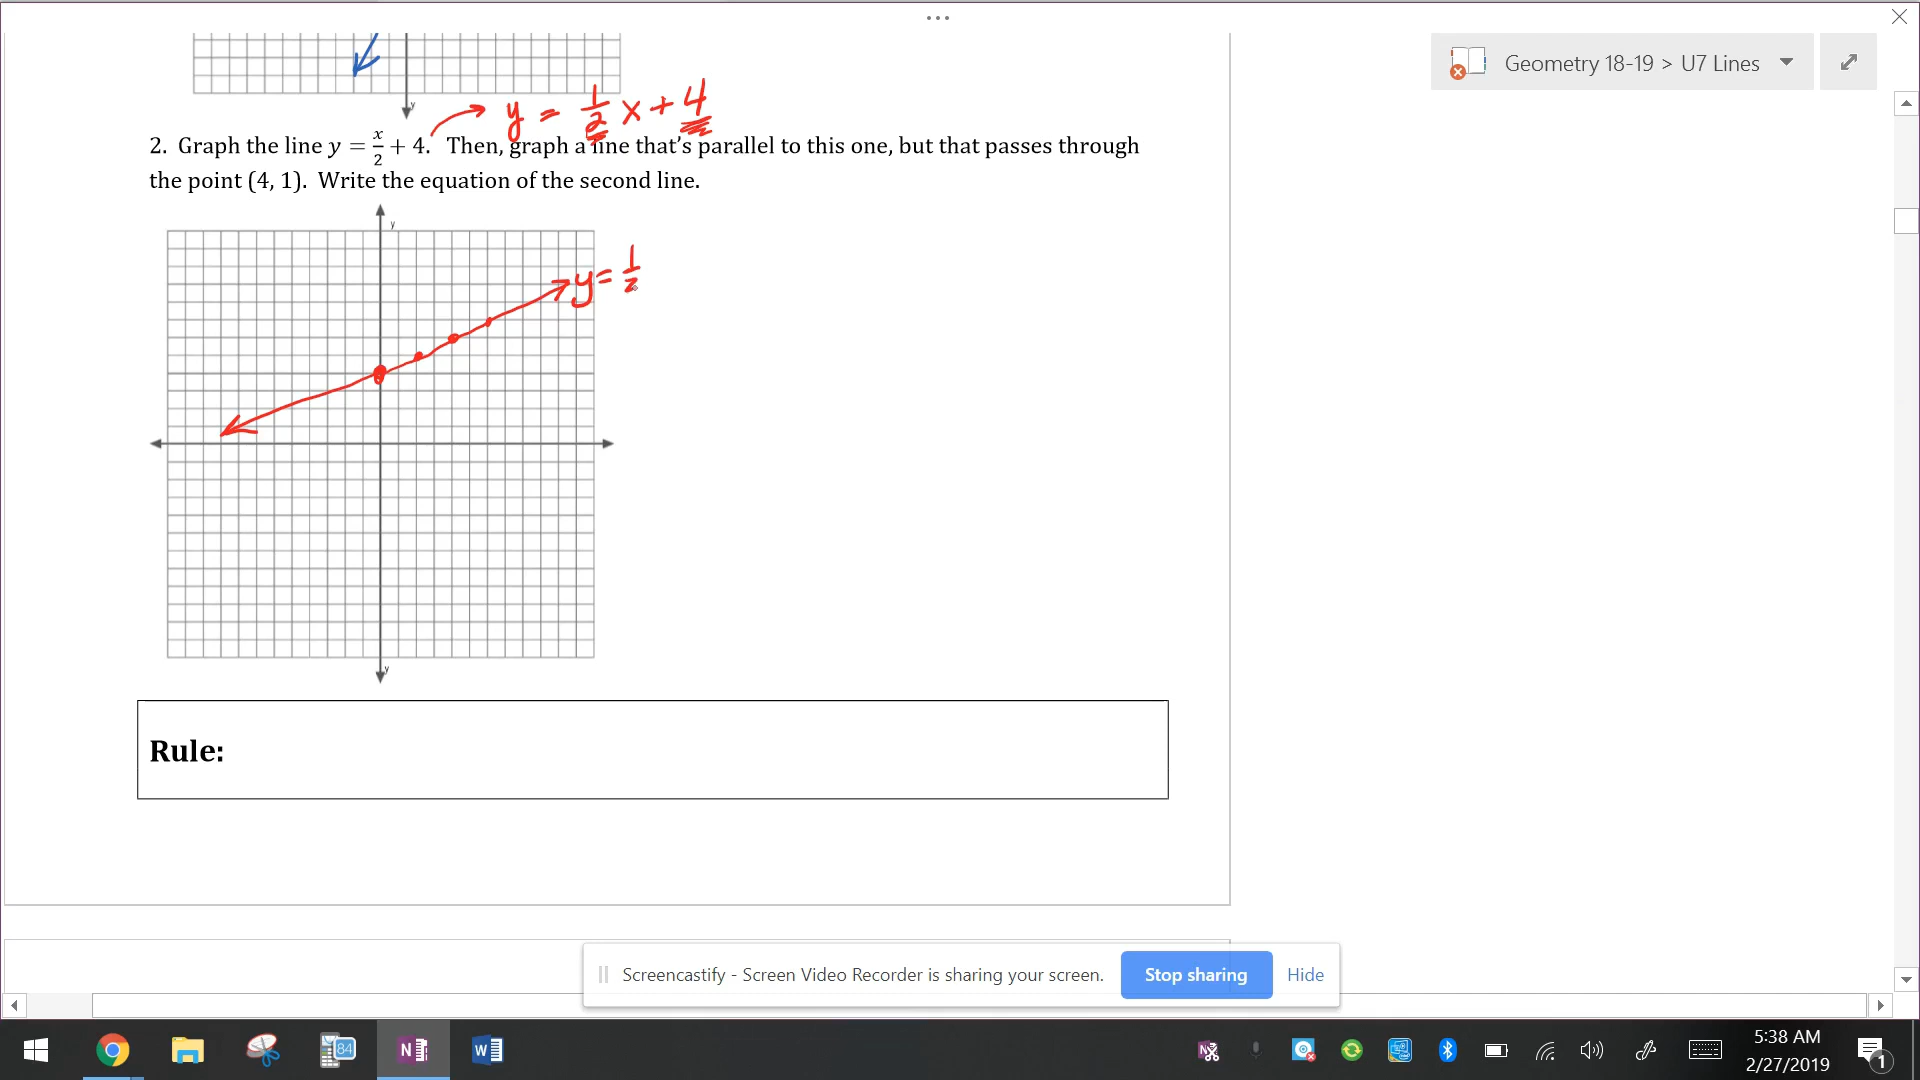 Geometry 18-19 > U7 Lines
y
y = 1/2 x + 4
2. Graph the line y = x/2 + 4. Then, graph a line that's parallel to this one, but that passes through
the point (4, 1). Write the equation of the second line.
y
y = 1/2
y
Rule:
Screencastify - Screen Video Recorder is sharing your screen. Stop sharing Hide
84
N
W
5:38 AM
2/27/2019
1